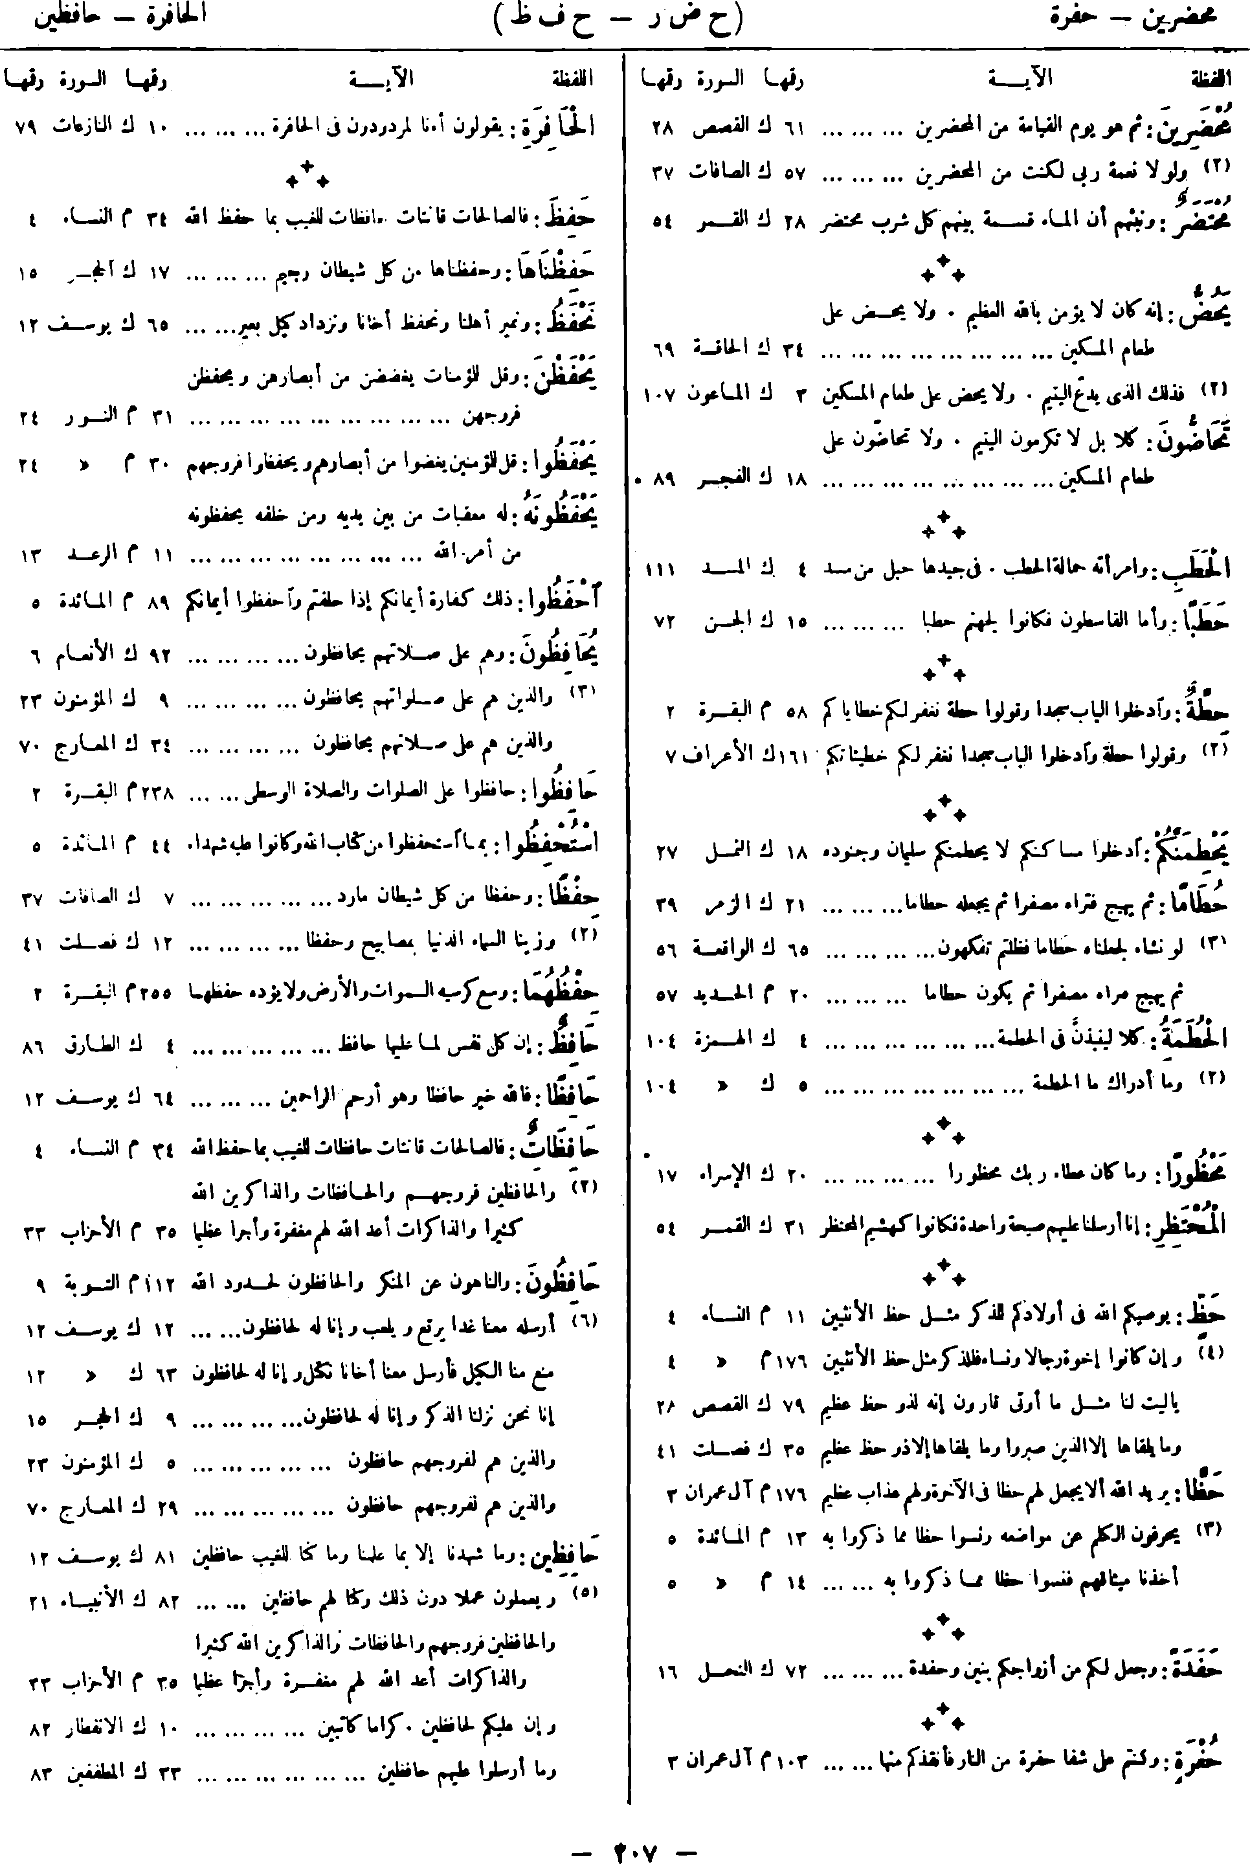 محضرين — حفرة (ح ض ر — ح ف ظ) الحافرة — حافظين
اللفظة الآيــة رقمها السورة رقمها
مُحْضَرِينَ: ثم هو يوم القيامة من المحضرين ... ... ... ٦١ ك القصص ٢٨
(٢) ولولا نعمة ربى لكنت من المحضرين ... ... ... ٥٧ ك الصافات ٣٧
مُحْتَضَرٌ: ونبئهم أن الماء قسمة بينهم كل شرب محتضر ٢٨ ك القمر ٥٤
يَحُضُّ: إنه كان لا يؤمن بالله العظيم . ولا يحض على
طعام المسكين ... ... ... ... ... ... ... ... ٣٤ ك الحاقة ٦٩
(٢) فذلك الذى يدعّ اليتيم . ولا يحض على طعام المسكين ٣ ك الماعون ١٠٧
تَحَاضُّونَ: كلا بل لا تكرمون اليتيم . ولا تحاضّون على
طعام المسكين ... ... ... ... ... ... ... ... ١٨ ك الفجر ٨٩
الْحَطَبِ: وامرأته حمالة الحطب . فى جيدها حبل من مسد ٤ ك المسد ١١١
حَطَبًا: وأما القاسطون فكانوا لجهنم حطبا ... ... ... ١٥ ك الجن ٧٢
حِطَّةٌ: وآدخلوا الباب سجدا وقولوا حطة نغفر لكم خطاياكم ٥٨ م البقرة ٢
(٢) وقولوا حطة وآدخلوا الباب سجدا نغفر لكم خطيئاتكم ١٦١ ك الأعراف ٧
يَحْطِمَنَّكُمْ: آدخلوا مساكنكم لا يحطمنكم سليمان وجنوده ١٨ ك النمل ٢٧
حُطَامًا: ثم يهيج فتراه مصفرا ثم يجعله حطاما... ... ... ٢١ ك الزمر ٣٩
(٣) لو نشاء لجعلناه حطاما فظلتم تفكهون... ... ... ... ٦٥ ك الواقعة ٥٦
ثم يهيج فتراه مصفرا ثم يكون حطاما ... ... ... ٢٠ م الحديد ٥٧
الْحُطَمَةُ: كلا لينبذنّ فى الحطمة... ... ... ... ... ... ٤ ك الهمزة ١٠٤
(٢) وما أدراك ما الحطمة ... ... ... ... ... ... ... ٥ ك » ١٠٤
مَحْظُورًا: وما كان عطاء ربك محظورا ... ... ... ... ٢٠ ك الإسراء ١٧
الْمُحْتَظِرِ: إنا أرسلنا عليهم صيحة واحدة فكانوا كهشيم المحتظر ٣١ ك القمر ٥٤
حَظِّ: يوصيكم الله فى أولادكم للذكر مثل حظ الأنثيين ١١ م النساء ٤
(٤) وإن كانوا إخوة رجالا ونساء فللذكر مثل حظ الأنثيين ١٧٦ م » ٤
ياليت لنا مثل ما أوتى قارون إنه لذو حظ عظيم ٧٩ ك القصص ٢٨
وما يلقاها إلا الذين صبروا وما يلقاها إلا ذو حظ عظيم ٣٥ ك فصلت ٤١
حَظًّا: يريد الله ألا يجعل لهم حظا فى الآخرة ولهم عذاب عظيم ١٧٦ م آل عمران ٣
(٣) يحرفون الكلم عن مواضعه ونسوا حظا مما ذكروا به ١٣ م المائدة ٥
أخذنا ميثاقهم فنسوا حظا مما ذكروا به ... ... ١٤ م » ٥
حَفَدَةً: وجعل لكم من أزواجكم بنين وحفدة ... ... ... ٧٢ ك النحل ١٦
حُفْرَةٍ: وكنتم على شفا حفرة من النار فأنقذكم منها ... ... ١٠٣ م آل عمران ٣
اللفظة الآيــة رقمها السورة رقمها
الْحَافِرَةِ: يقولون أءنا لمردودون فى الحافرة ... ... ... ١٠ ك النازعات ٧٩
حَفِظَ: فالصالحات قانتات حافظات للغيب بما حفظ الله ٣٤ م النساء ٤
حَفِظْنَاهَا: وحفظناها من كل شيطان رجيم ... ... ... ١٧ ك الحجر ١٥
نَحْفَظُ: ونمير أهلنا ونحفظ أخانا ونزداد كيل بعير... ... ٦٥ ك يوسف ١٢
يَحْفَظْنَ: وقل للمؤمنات يغضضن من أبصارهن ويحفظن
فروجهن ... ... ... ... ... ... ... ... ... ٣١ م النور ٢٤
يَحْفَظُوا: قل للمؤمنين يغضوا من أبصارهم ويحفظوا فروجهم ٣٠ م » ٢٤
يَحْفَظُونَهُ: له معقبات من بين يديه ومن خلفه يحفظونه
من أمر الله ... ... ... ... ... ... ... ... ١١ م الرعد ١٣
آحْفَظُوا: ذلك كفارة أيمانكم إذا حلفتم وآحفظوا أيمانكم ٨٩ م المائدة ٥
يُحَافِظُونَ: وهم على صلاتهم يحافظون ... ... ... ... ٩٢ ك الأنعام ٦
(٣) والذين هم على صلواتهم يحافظون ... ... ... ... ٩ ك المؤمنون ٢٣
والذين هم على صلاتهم يحافظون ... ... ... ... ٣٤ ك المعارج ٧٠
حَافِظُوا: حافظوا على الصلوات والصلاة الوسطى ... ... ٢٣٨ م البقرة ٢
اسْتُحْفِظُوا: بما آستحفظوا من كتاب الله وكانوا عليه شهداء ٤٤ م المائدة ٥
حِفْظًا: وحفظا من كل شيطان مارد... ... ... ... ... ٧ ك الصافات ٣٧
(٢) وزينا السماء الدنيا بمصابيح وحفظا ... ... ... ... ١٢ ك فصلت ٤١
حِفْظُهُمَا: وسع كرسيه السموات والأرض ولا يؤده حفظهما ٢٥٥ م البقرة ٢
حَافِظٌ: إن كل نفس لما عليها حافظ ... ... ... ... ... ٤ ك الطارق ٨٦
حَافِظًا: فالله خير حافظا وهو أرحم الراحمين ... ... ... ٦٤ ك يوسف ١٢
حَافِظَاتٌ: فالصالحات قانتات حافظات للغيب بما حفظ الله ٣٤ م النساء ٤
(٢) والحافظين فروجهم والحافظات والذاكرين الله
كثيرا والذاكرات أعد الله لهم مغفرة وأجرا عظيما ٣٥ م الأحزاب ٣٣
حَافِظُونَ: والناهون عن المنكر والحافظون لحدود الله ١١٢ م التوبة ٩
(٦) أرسله معنا غدا يرتع ويلعب وإنا له لحافظون... ... ١٢ ك يوسف ١٢
منع منا الكيل فأرسل معنا أخانا نكتل وإنا له لحافظون ٦٣ ك » ١٢
إنا نحن نزلنا الذكر وإنا له لحافظون... ... ... ... ٩ ك الحجر ١٥
والذين هم لفروجهم حافظون ... ... ... ... ... ٥ ك المؤمنون ٢٣
والذين هم لفروجهم حافظون ... ... ... ... ... ٢٩ ك المعارج ٧٠
حَافِظِين: وما شهدنا إلا بما علمنا وما كنا للغيب حافظين ٨١ ك يوسف ١٢
(٥) ويعملون عملا دون ذلك وكنا لهم حافظين ... ... ٨٢ ك الأنبياء ٢١
والحافظين فروجهم والحافظات والذاكرين الله كثيرا
والذاكرات أعد الله لهم مغفرة وأجرا عظيما ٣٥ م الأحزاب ٣٣
وإن عليكم لحافظين . كراما كاتبين ... ... ... ... ١٠ ك الانفطار ٨٢
وما أرسلوا عليهم حافظين ... ... ... ... ... ... ٣٣ ك المطففين ٨٣
— ٢٠٧ —